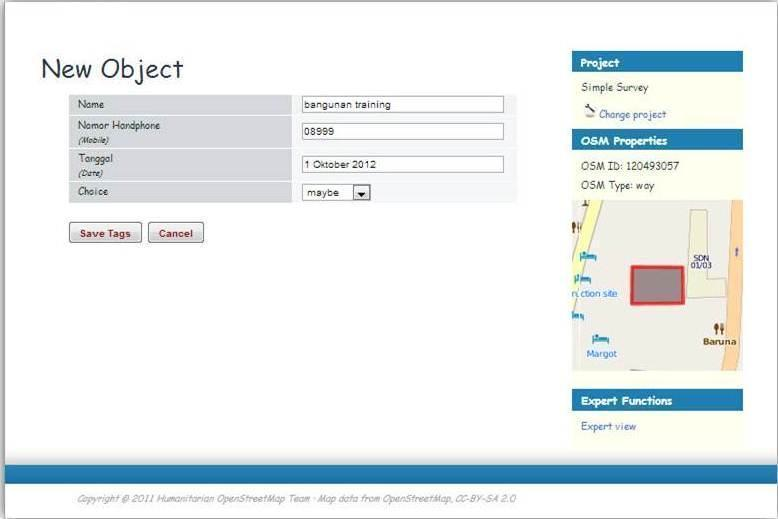 New Object
Name
bangunan training
Nomor Handphone
(Mobile)
08999
Tanggal
(Date)
1 Oktober 2012
Choice
maybe
Save Tags
Cancel
Project
Simple Survey
Change project
OSM Properties
OSM ID: 120493057
OSM Type: way
SDN
01/03
ction site
Baruna
Margot
Expert Functions
Expert view
Copyright © 2011 Humanitarian OpenStreetMap Team · Map data from OpenStreetMap, CC-BY-SA 2.0